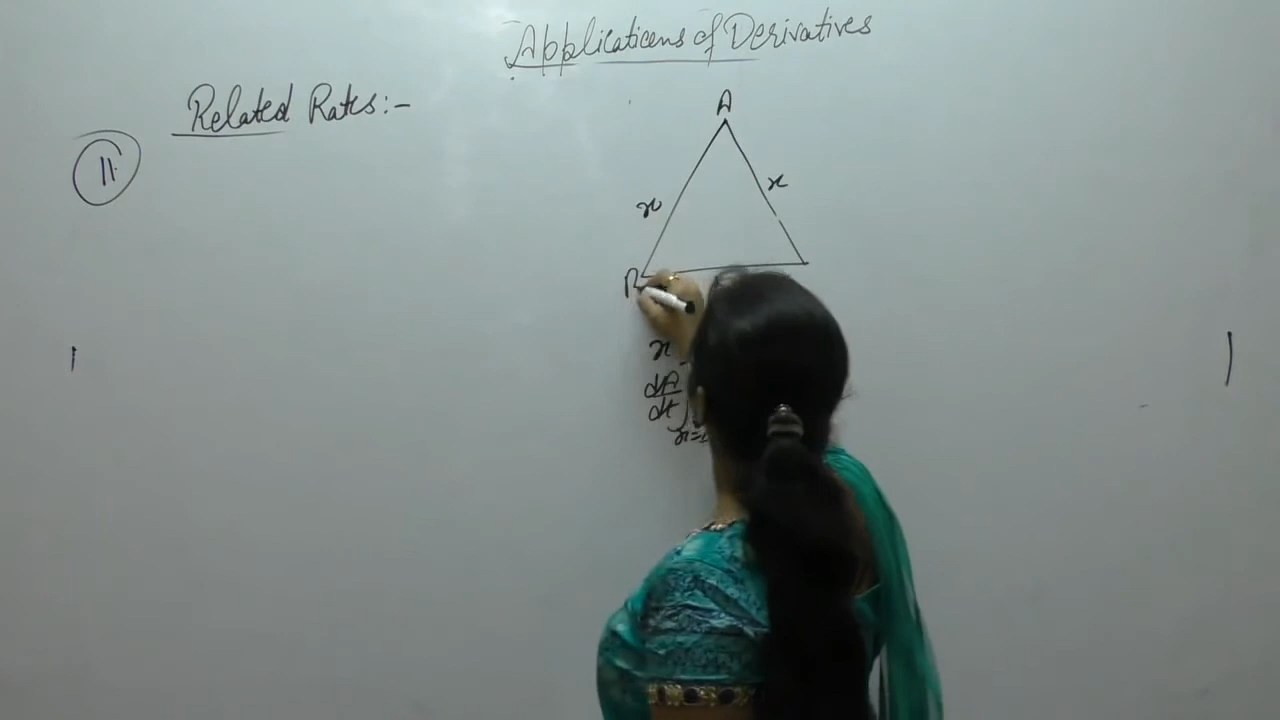 Applications of Derivatives
Related Rates:-
11
A
x
x
B
x
dA
dt
x=